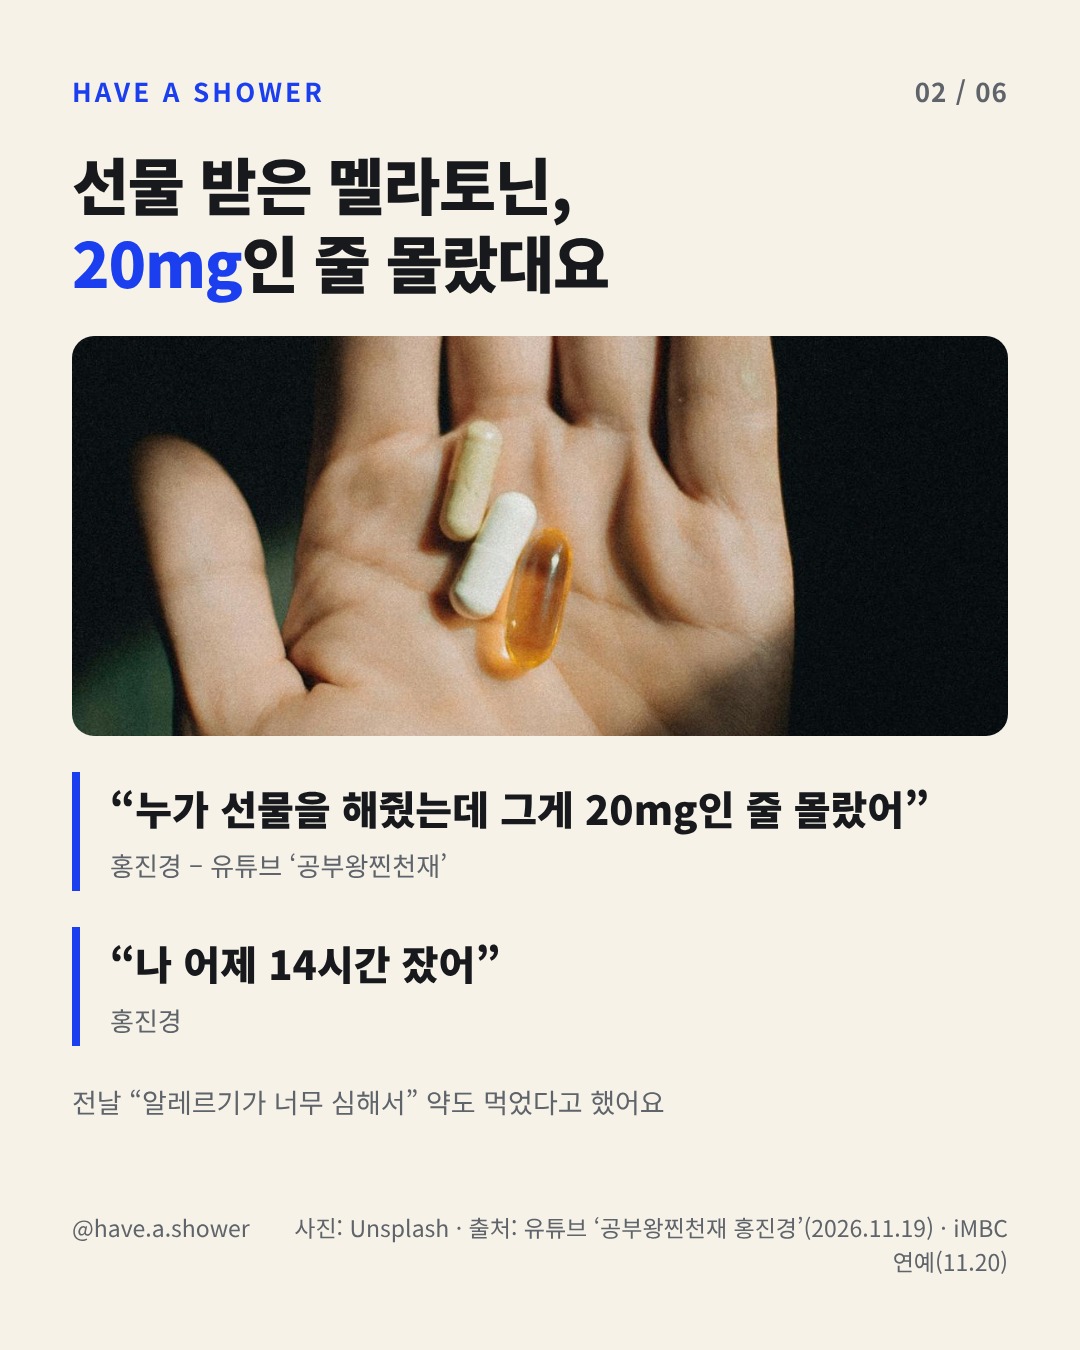 HAVE A SHOWER
02 / 06
선물 받은 멜라토닌,
20mg인 줄 몰랐대요
“누가 선물을 해줬는데 그게 20mg인 줄 몰랐어”
홍진경 – 유튜브 ‘공부왕찐천재’
“나 어제 14시간 잤어”
홍진경
전날 “알레르기가 너무 심해서” 약도 먹었다고 했어요
@have.a.shower
사진: Unsplash · 출처: 유튜브 ‘공부왕찐천재 홍진경’(2026.11.19) · iMBC
연예(11.20)